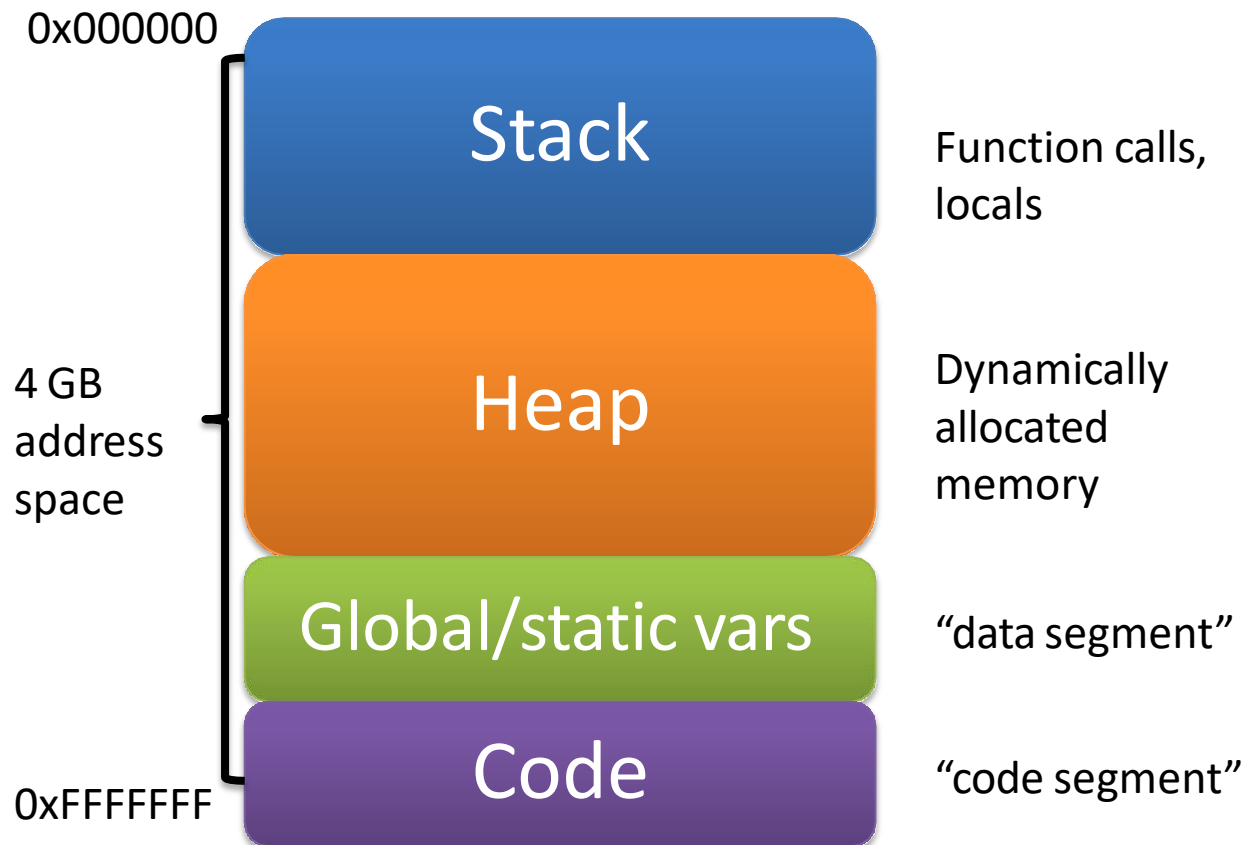 0x000000
Stack
Function calls,
locals
4 GB
address
space
Heap
Dynamically
allocated
memory
Global/static vars
“data segment”
Code
“code segment”
0xFFFFFFF